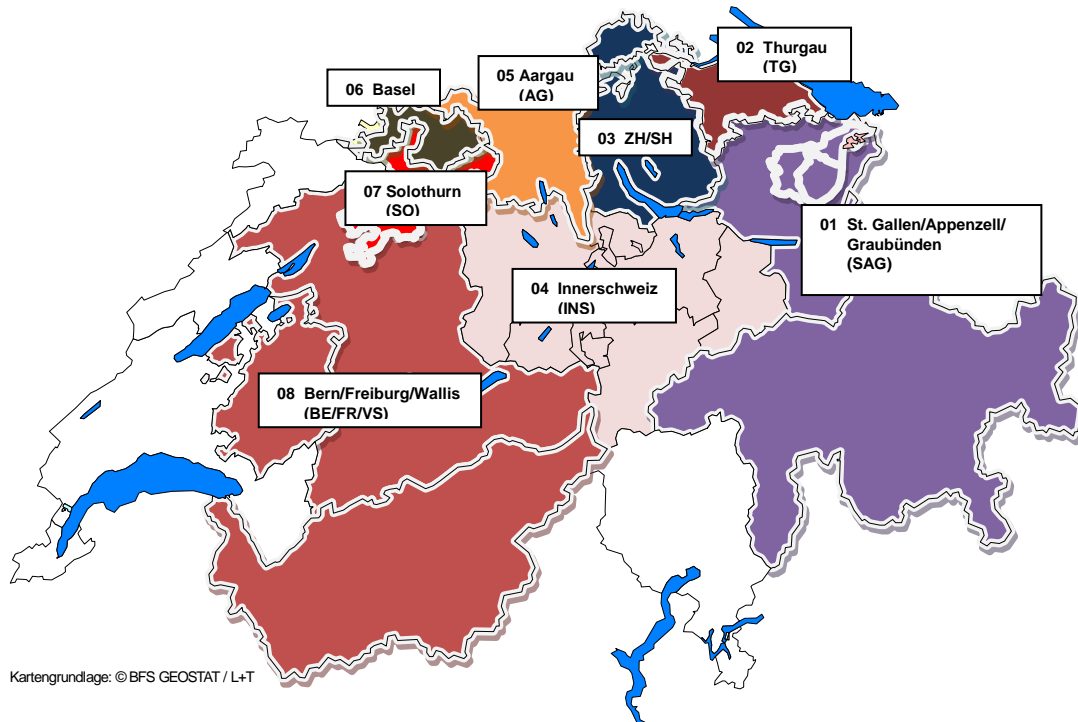 02 Thurgau
(TG)
05 Aargau
(AG)
06 Basel
03 ZH/SH
07 Solothurn
(SO)
01 St. Gallen/Appenzell/
Graubünden
(SAG)
04 Innerschweiz
(INS)
08 Bern/Freiburg/Wallis
(BE/FR/VS)
Kartengrundlage: © BFS GEOSTAT / L+T